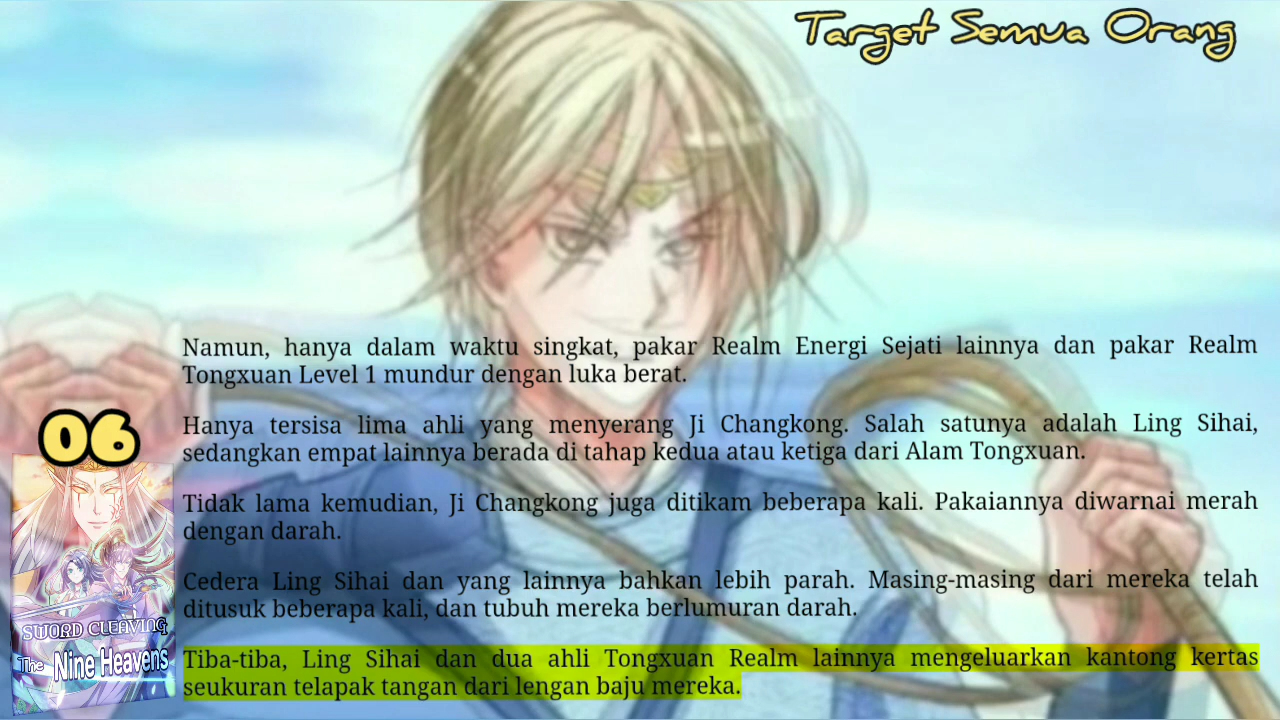 Target Semua Orang
Namun, hanya dalam waktu singkat, pakar Realm Energi Sejati lainnya dan pakar Realm
Tongxuan Level 1 mundur dengan luka berat.
Hanya tersisa lima ahli yang menyerang Ji Changkong. Salah satunya adalah Ling Sihai,
sedangkan empat lainnya berada di tahap kedua atau ketiga dari Alam Tongxuan.
Tidak lama kemudian, Ji Changkong juga ditikam beberapa kali. Pakaiannya diwarnai merah
dengan darah.
Cedera Ling Sihai dan yang lainnya bahkan lebih parah. Masing-masing dari mereka telah
ditusuk beberapa kali, dan tubuh mereka berlumuran darah.
Tiba-tiba, Ling Sihai dan dua ahli Tongxuan Realm lainnya mengeluarkan kantong kertas
seukuran telapak tangan dari lengan baju mereka.
06
SWORD CLEAVING
The Nine Heavens